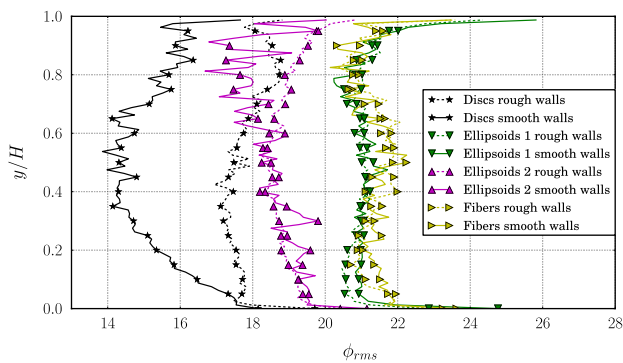 1.0
0.8
0.6
0.4
0.2
0.0
y/H
Discs rough walls
Discs smooth walls
Ellipsoids 1 rough walls
Ellipsoids 1 smooth walls
Ellipsoids 2 rough walls
Ellipsoids 2 smooth walls
Fibers rough walls
Fibers smooth walls
14 16 18 20 22 24 26 28
ϕrms